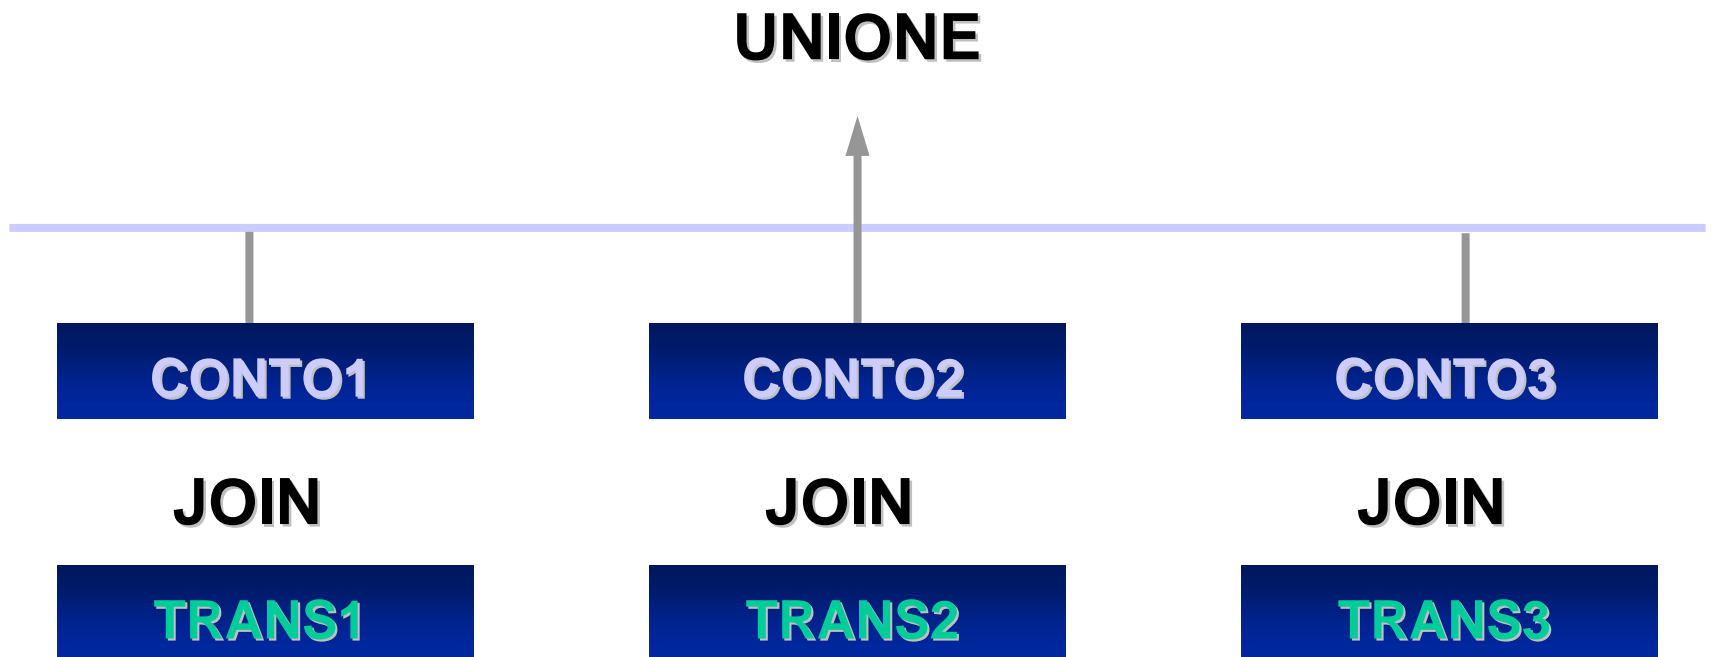 UNIONE
CONTO1 CONTO2 CONTO3
JOIN JOIN JOIN
TRANS1 TRANS2 TRANS3